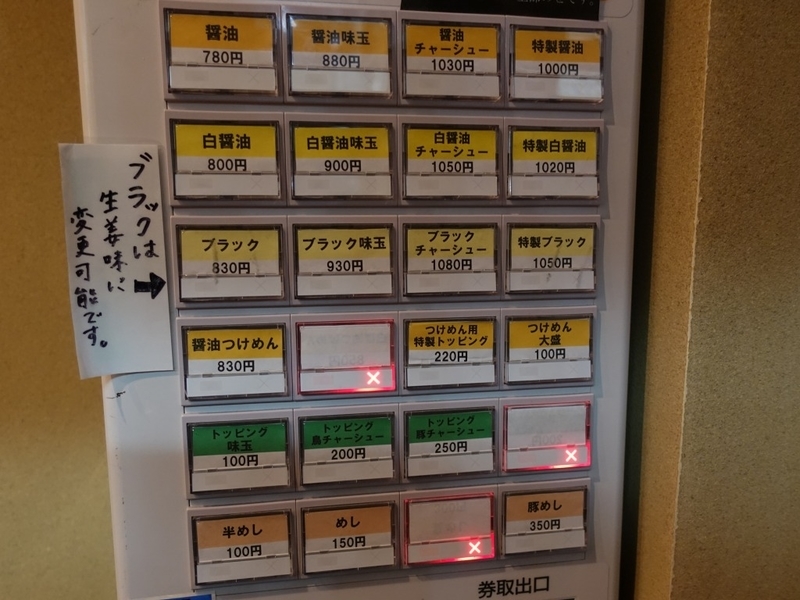 醤油
780円
醤油味玉
880円
醤油
チャーシュー
1030円
特製醤油
1000円
白醤油
800円
白醤油味玉
900円
白醤油
チャーシュー
1050円
特製白醤油
1020円
ブラックは
生姜味に
変更可能です。
ブラック
830円
ブラック味玉
930円
ブラック
チャーシュー
1080円
特製ブラック
1050円
醤油つけめん
830円
つけめん用
特製トッピング
220円
つけめん
大盛
100円
トッピング
味玉
100円
トッピング
鳥チャーシュー
200円
トッピング
豚チャーシュー
250円
半めし
100円
めし
150円
豚めし
350円
券取出口